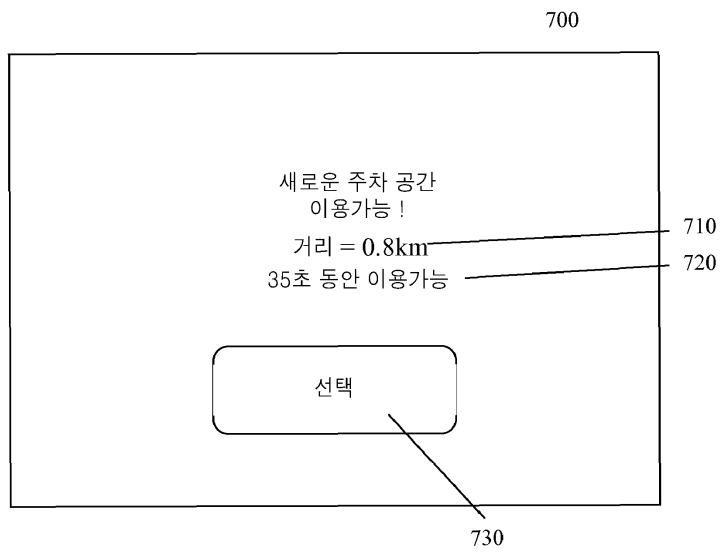 700
새로운 주차 공간
이용가능 !
거리 = 0.8km
710
35초 동안 이용가능
720
선택
730